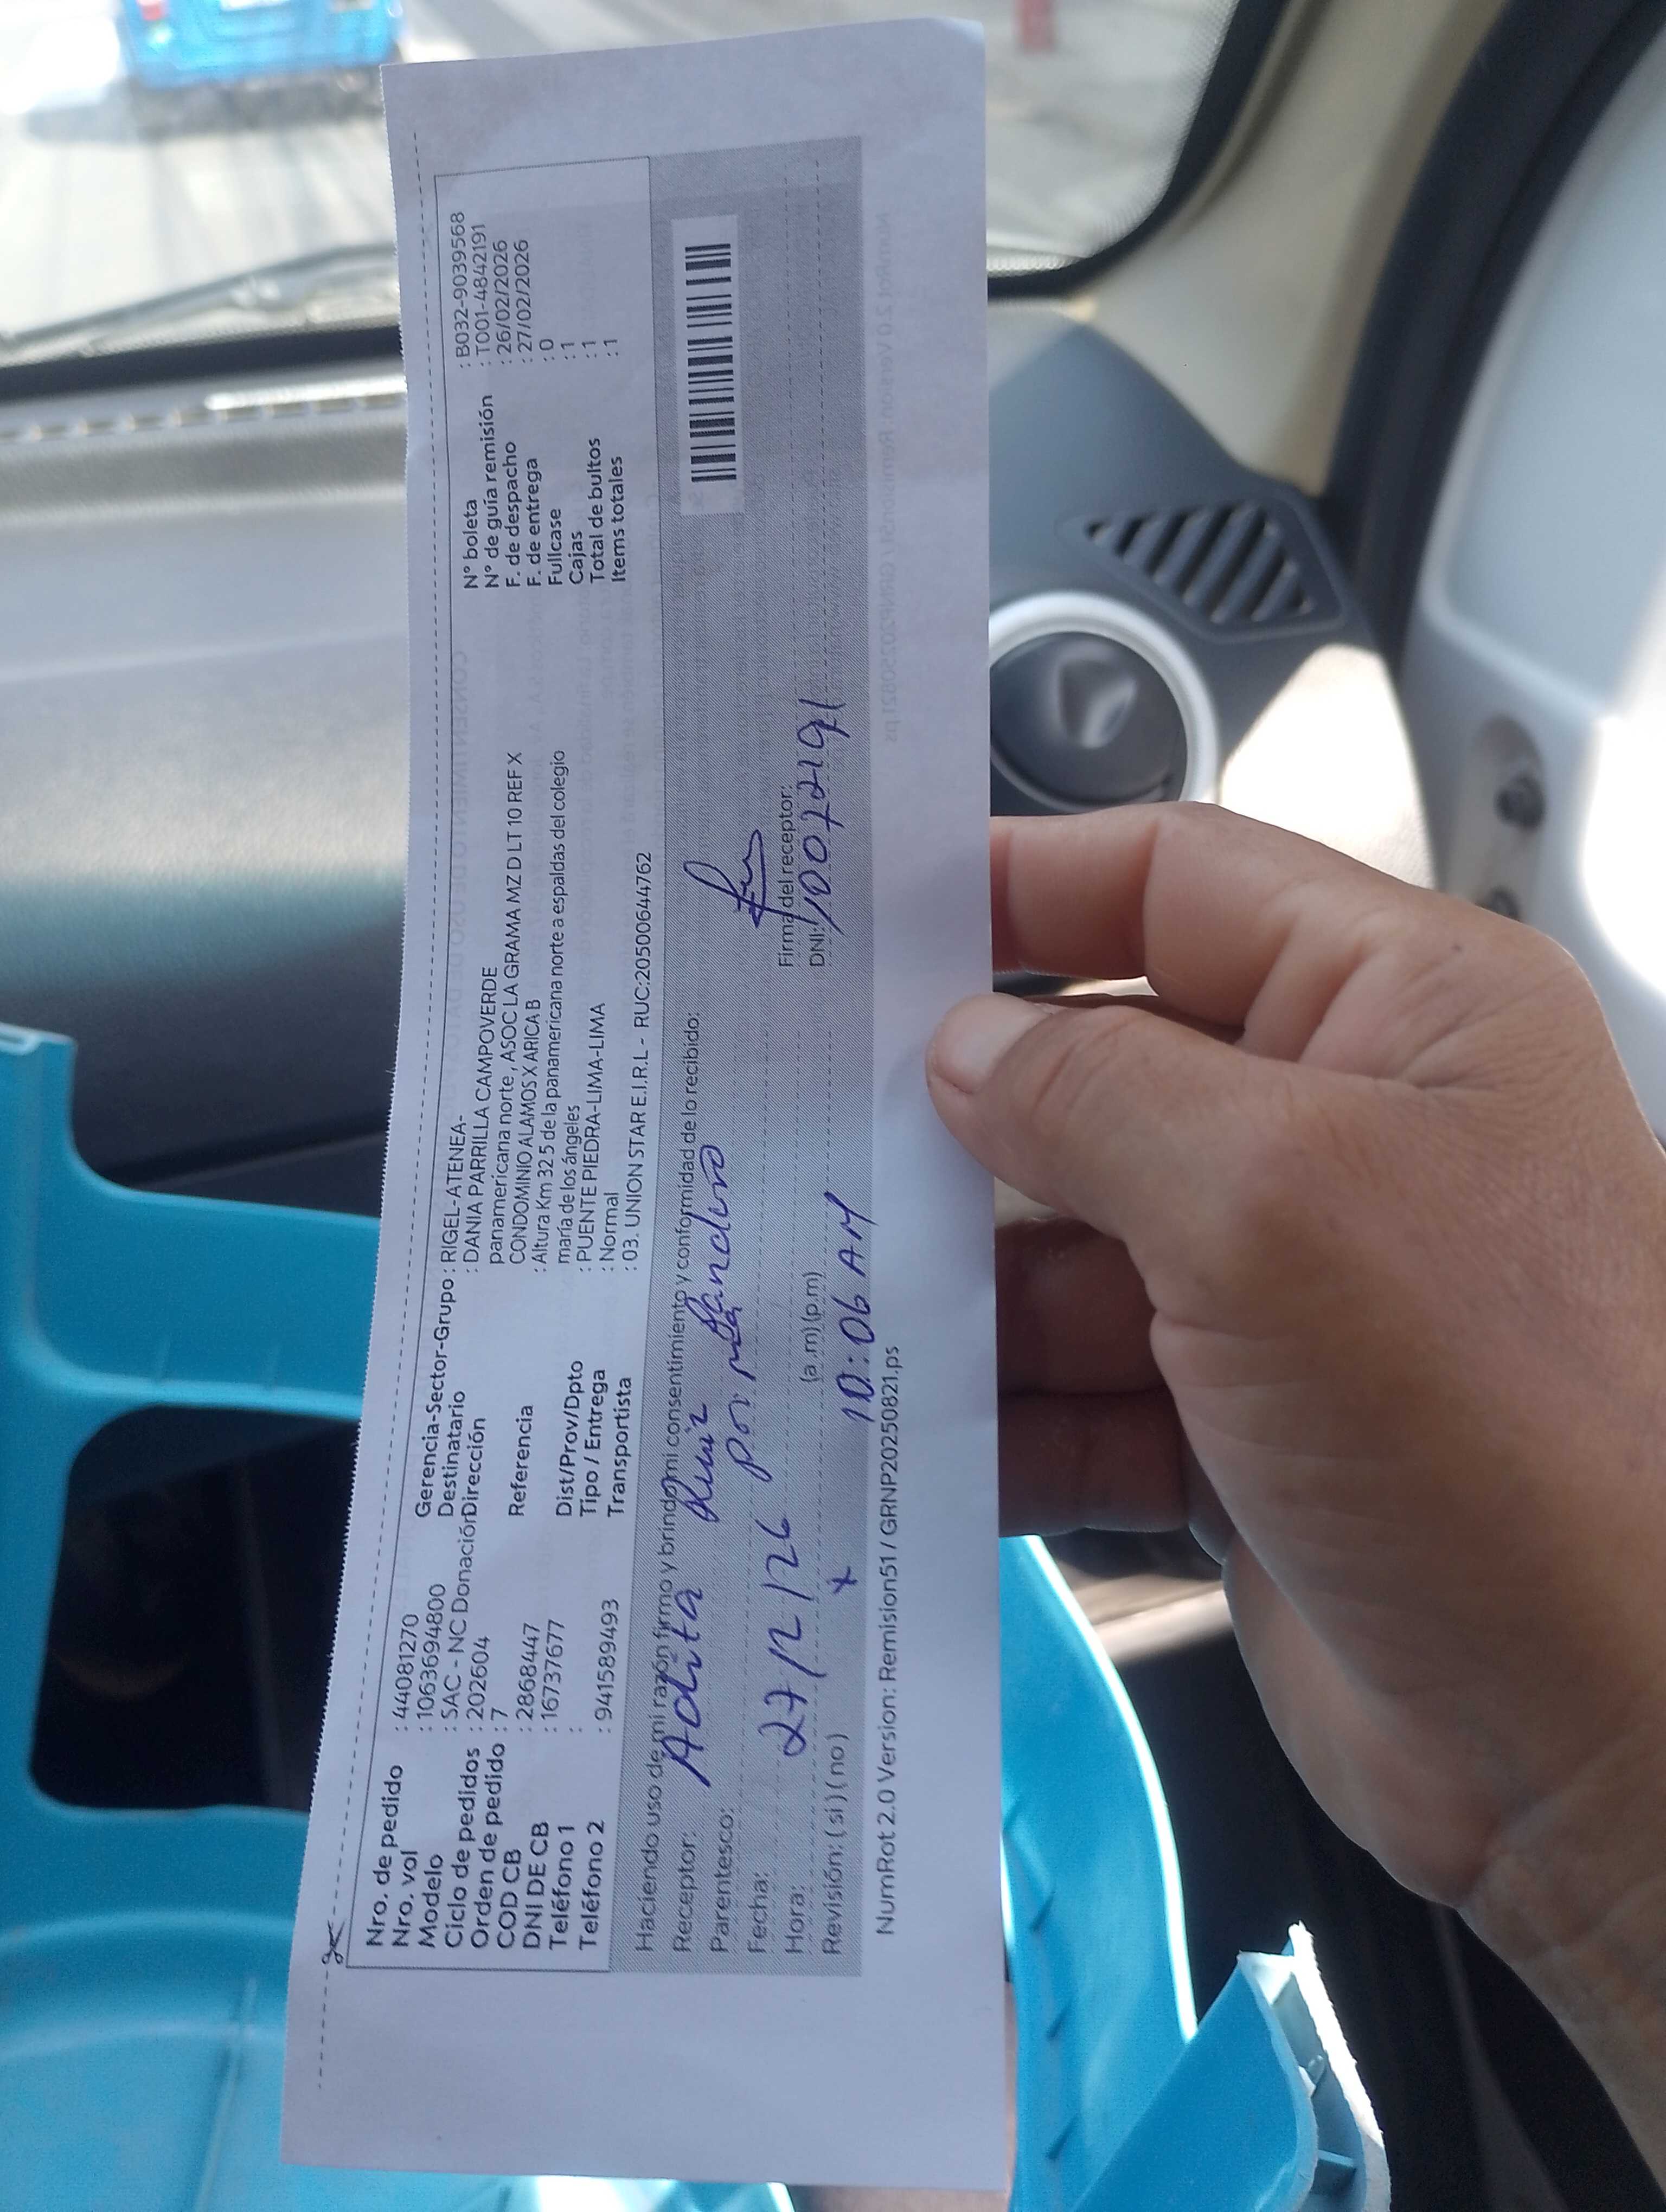 Nro. de pedido : 44081270
Nro. vol : 1063694800
Modelo : SAC - NC Donación
Ciclo de pedidos : 202604
Orden de pedido : 7
COD CB : 2868447
DNI DE CB : 16737677
Teléfono 1 :
Teléfono 2 : 941589493
Gerencia-Sector-Grupo : RIGEL-ATENEA-
Destinatario : DANIA PARRILLA CAMPOVERDE
Dirección panamericana norte , ASOC LA GRAMA MZ D LT 10 REF X
CONDOMINIO ALAMOS X ARICA B
Referencia : Altura Km 32 5 de la panamericana norte a espaldas del colegio
maría de los ángeles
Dist/Prov/Dpto : PUENTE PIEDRA-LIMA-LIMA
Tipo / Entrega : Normal
Transportista : 03. UNION STAR E.I.R.L - RUC:20500644762
N° boleta : B032-9039568
N° de guía remisión : T001-4842191
F. de despacho : 26/02/2026
F. de entrega : 27/02/2026
Fullcase : 0
Cajas : 1
Total de bultos : 1
Items totales : 1
Haciendo uso de mi razón firmo y brindo mi consentimiento y conformidad de lo recibido:
Receptor: Adita Ruiz
Parentesco:
Fecha: 27/2/26 por
Hora: (a .m) (p.m)
10:06 AM
Revisión: ( si ) ( no ) x
Firma del receptor:
DNI: 10072191
NumRot 2.0 Version: Remision51 / GRNP20250821.ps